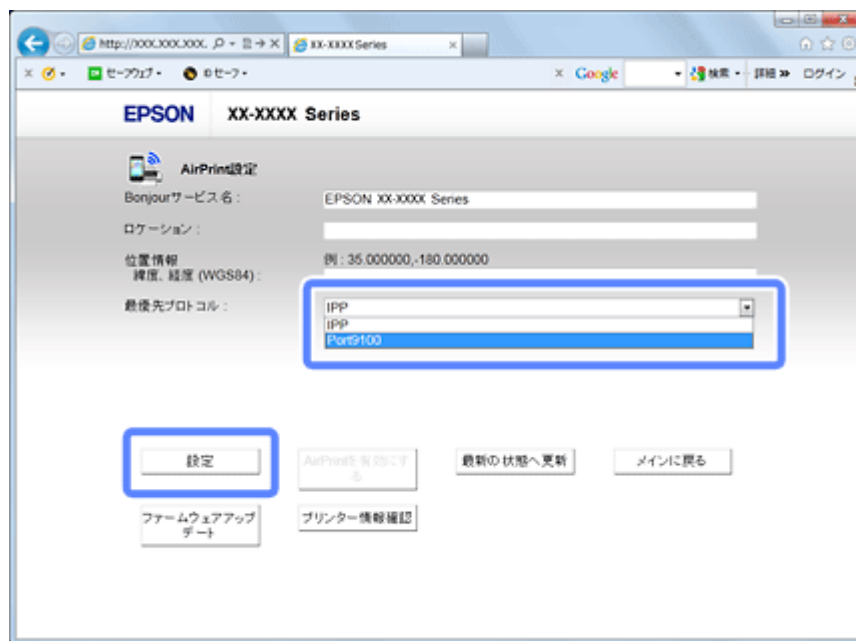 http://XXX.XXX.XXX.
XX-XXXX Series
セーフウェブ
Google
検索
詳細 »
ログイン
EPSON XX-XXXX Series
AirPrint設定
Bonjourサービス名 :
EPSON XX-XXXX Series
ロケーション :
位置情報
緯度、経度 (WGS84) :
例 : 35.000000,-180.000000
最優先プロトコル :
IPP
IPP
Port9100
設定
AirPrintを有効にす
る
最新の状態へ更新
メインに戻る
ファームウェアアップ
デート
プリンター情報確認